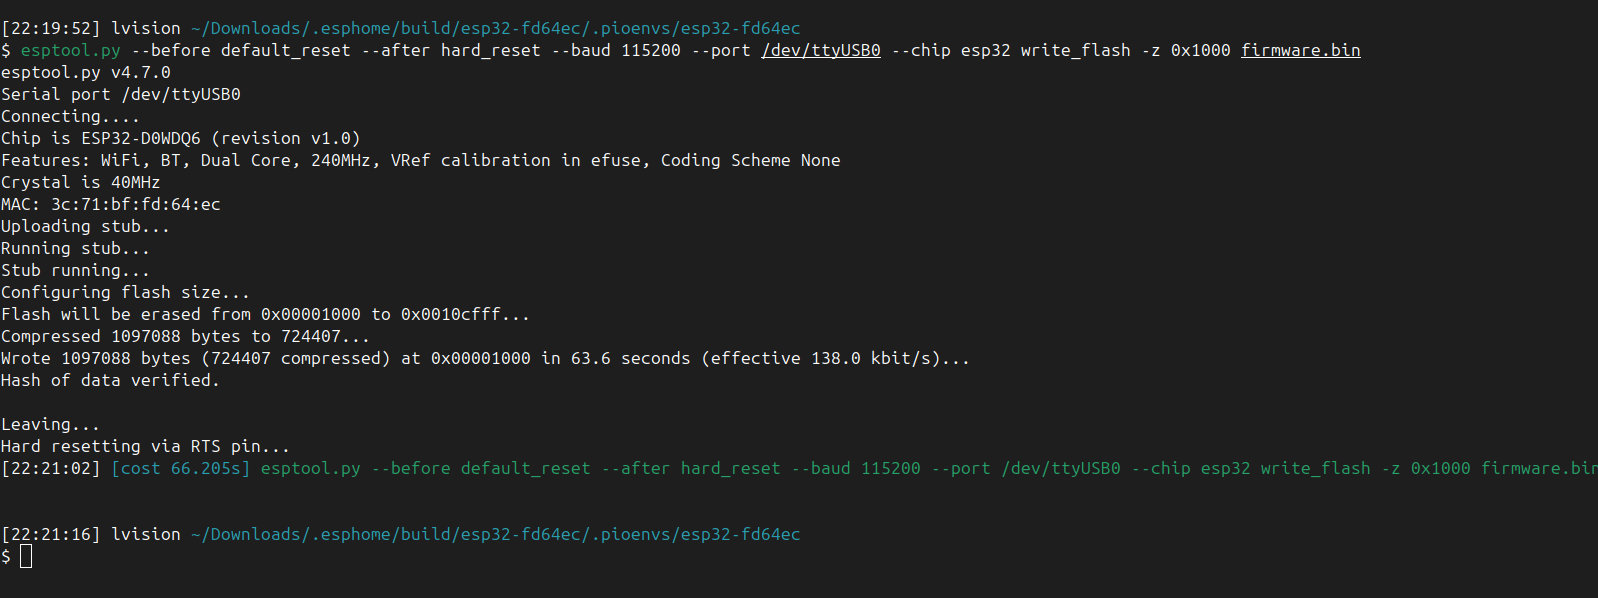 [22:19:52] lvision ~/Downloads/.esphome/build/esp32-fd64ec/.pioenvs/esp32-fd64ec
$ esptool.py --before default_reset --after hard_reset --baud 115200 --port /dev/ttyUSB0 --chip esp32 write_flash -z 0x1000 firmware.bin
esptool.py v4.7.0
Serial port /dev/ttyUSB0
Connecting....
Chip is ESP32-D0WDQ6 (revision v1.0)
Features: WiFi, BT, Dual Core, 240MHz, VRef calibration in efuse, Coding Scheme None
Crystal is 40MHz
MAC: 3c:71:bf:fd:64:ec
Uploading stub...
Running stub...
Stub running...
Configuring flash size...
Flash will be erased from 0x00001000 to 0x0010cfff...
Compressed 1097088 bytes to 724407...
Wrote 1097088 bytes (724407 compressed) at 0x00001000 in 63.6 seconds (effective 138.0 kbit/s)...
Hash of data verified.
Leaving...
Hard resetting via RTS pin...
[22:21:02] [cost 66.205s] esptool.py --before default_reset --after hard_reset --baud 115200 --port /dev/ttyUSB0 --chip esp32 write_flash -z 0x1000 firmware.bin
[22:21:16] lvision ~/Downloads/.esphome/build/esp32-fd64ec/.pioenvs/esp32-fd64ec
$